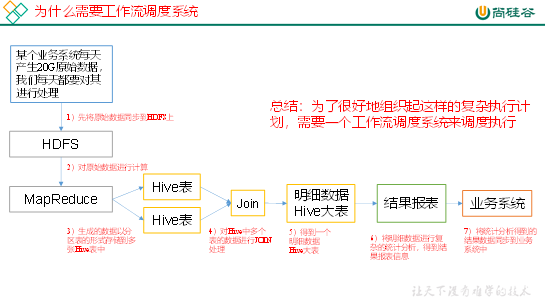 为什么需要工作流调度系统
尚硅谷
某个业务系统每天
产生20G原始数据,
我们每天都要对其
进行处理
1）先将原始数据同步到HDFS上
HDFS
2）对原始数据进行计算
MapReduce
Hive表
Hive表
Join
明细数据
Hive大表
结果报表
业务系统
3）生成的数据以分
区表的形式存储到多
张Hive表中
4）对Hive中多个
表的数据进行JOIN
处理
5）得到一个
明细数据
Hive大表
6）将明细数据进行复
杂的统计分析，得到结
果报表信息
7）将统计分析得到的
结果数据同步到业务
系统中
总结：为了很好地组织起这样的复杂执行计
划，需要一个工作流调度系统来调度执行
让天下没有难学的技术